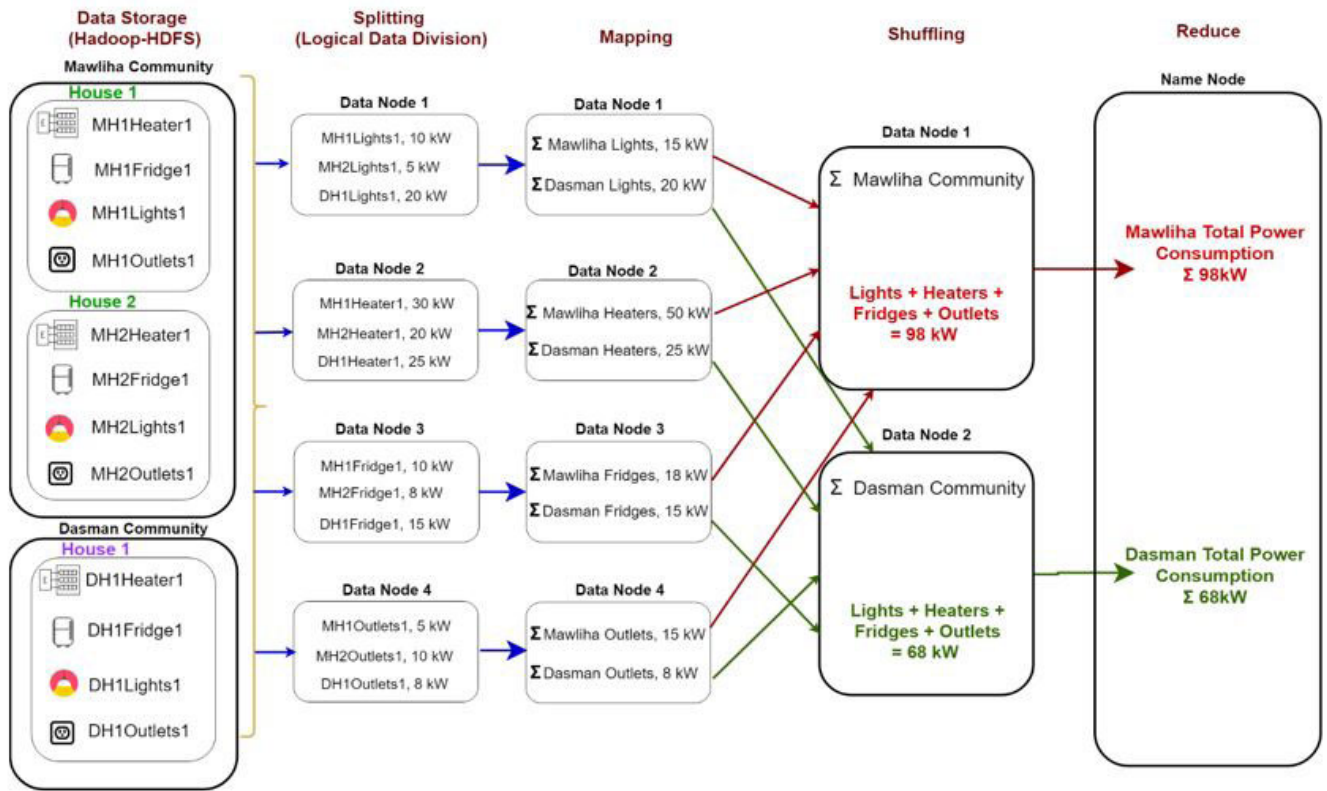 Data Storage
(Hadoop-HDFS)
Mawliha Community
House 1
MH1Heater1
MH1Fridge1
MH1Lights1
MH1Outlets1
House 2
MH2Heater1
MH2Fridge1
MH2Lights1
MH2Outlets1
Dasman Community
House 1
DH1Heater1
DH1Fridge1
DH1Lights1
DH1Outlets1
Splitting
(Logical Data Division)
Data Node 1
MH1Lights1, 10 kW
MH2Lights1, 5 kW
DH1Lights1, 20 kW
Data Node 2
MH1Heater1, 30 kW
MH2Heater1, 20 kW
DH1Heater1, 25 kW
Data Node 3
MH1Fridge1, 10 kW
MH2Fridge1, 8 kW
DH1Fridge1, 15 kW
Data Node 4
MH1Outlets1, 5 kW
MH2Outlets1, 10 kW
DH1Outlets1, 8 kW
Mapping
Data Node 1
Σ Mawliha Lights, 15 kW
Σ Dasman Lights, 20 kW
Data Node 2
Σ Mawliha Heaters, 50 kW
Σ Dasman Heaters, 25 kW
Data Node 3
Σ Mawliha Fridges, 18 kW
Σ Dasman Fridges, 15 kW
Data Node 4
Σ Mawliha Outlets, 15 kW
Σ Dasman Outlets, 8 kW
Shuffling
Data Node 1
Σ Mawliha Community
Lights + Heaters +
Fridges + Outlets
= 98 kW
Data Node 2
Σ Dasman Community
Lights + Heaters +
Fridges + Outlets
= 68 kW
Reduce
Name Node
Mawliha Total Power
Consumption
Σ 98kW
Dasman Total Power
Consumption
Σ 68kW